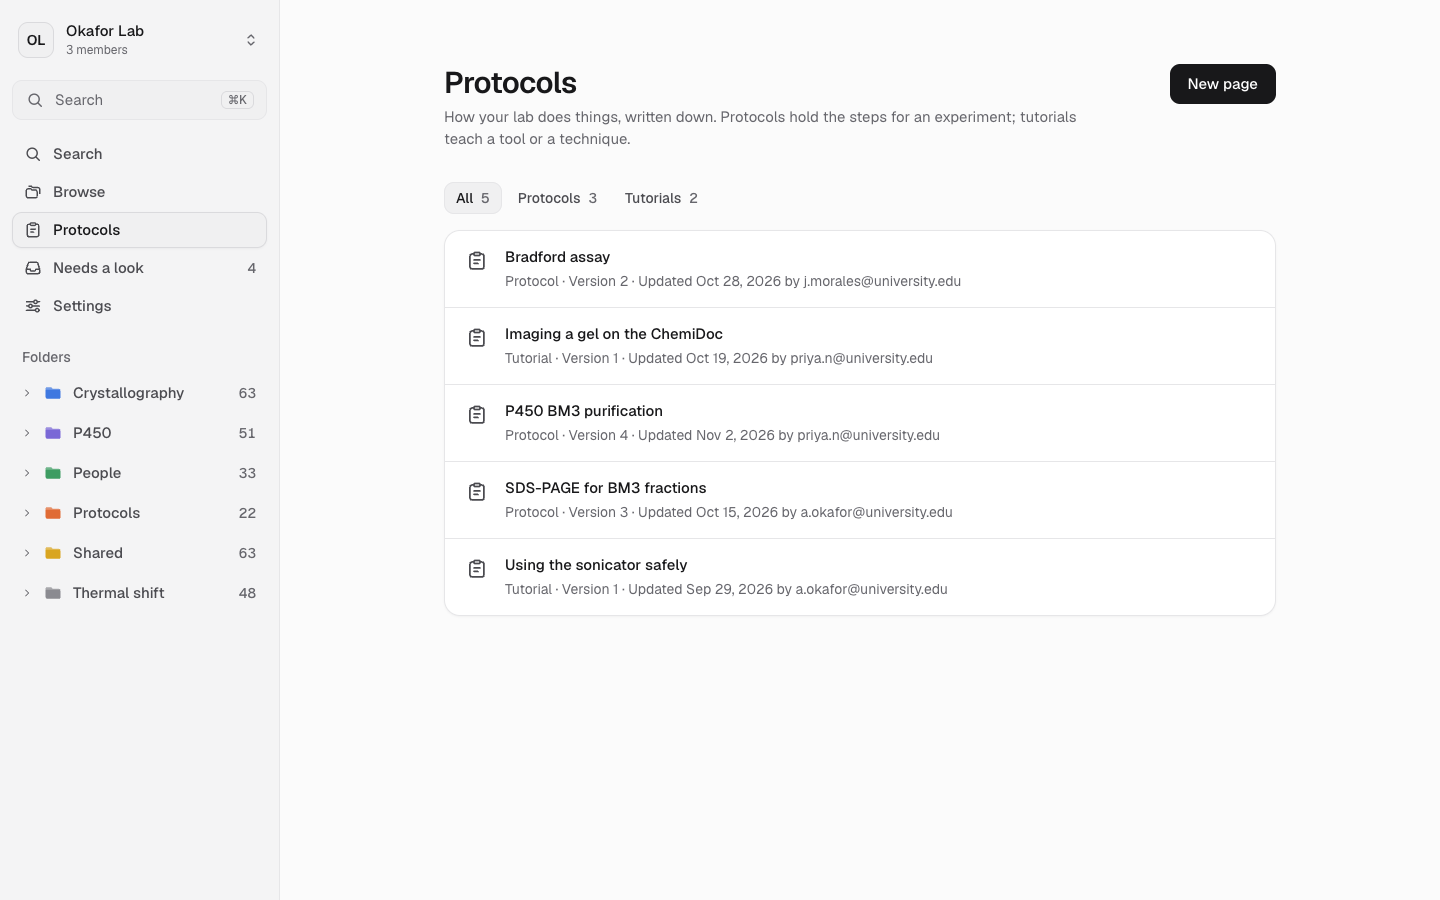 OL
Okafor Lab
3 members
Search ⌘K
Search
Browse
Protocols
Needs a look 4
Settings
Folders
Crystallography 63
P450 51
People 33
Protocols 22
Shared 63
Thermal shift 48
Protocols
New page
How your lab does things, written down. Protocols hold the steps for an experiment; tutorials
teach a tool or a technique.
All 5 Protocols 3 Tutorials 2
Bradford assay
Protocol · Version 2 · Updated Oct 28, 2026 by j.morales@university.edu
Imaging a gel on the ChemiDoc
Tutorial · Version 1 · Updated Oct 19, 2026 by priya.n@university.edu
P450 BM3 purification
Protocol · Version 4 · Updated Nov 2, 2026 by priya.n@university.edu
SDS-PAGE for BM3 fractions
Protocol · Version 3 · Updated Oct 15, 2026 by a.okafor@university.edu
Using the sonicator safely
Tutorial · Version 1 · Updated Sep 29, 2026 by a.okafor@university.edu